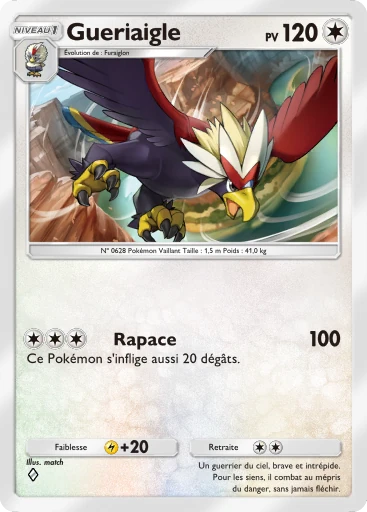 NIVEAU 1
Gueriaigle
PV 120
Évolution de : Furaiglon
N° 0628 Pokémon Vaillant Taille : 1,5 m Poids : 41,0 kg
Rapace 100
Ce Pokémon s'inflige aussi 20 dégâts.
Faiblesse +20
Retraite
Illus. match
Un guerrier du ciel, brave et intrépide.
Pour les siens, il combat au mépris
du danger, sans jamais fléchir.